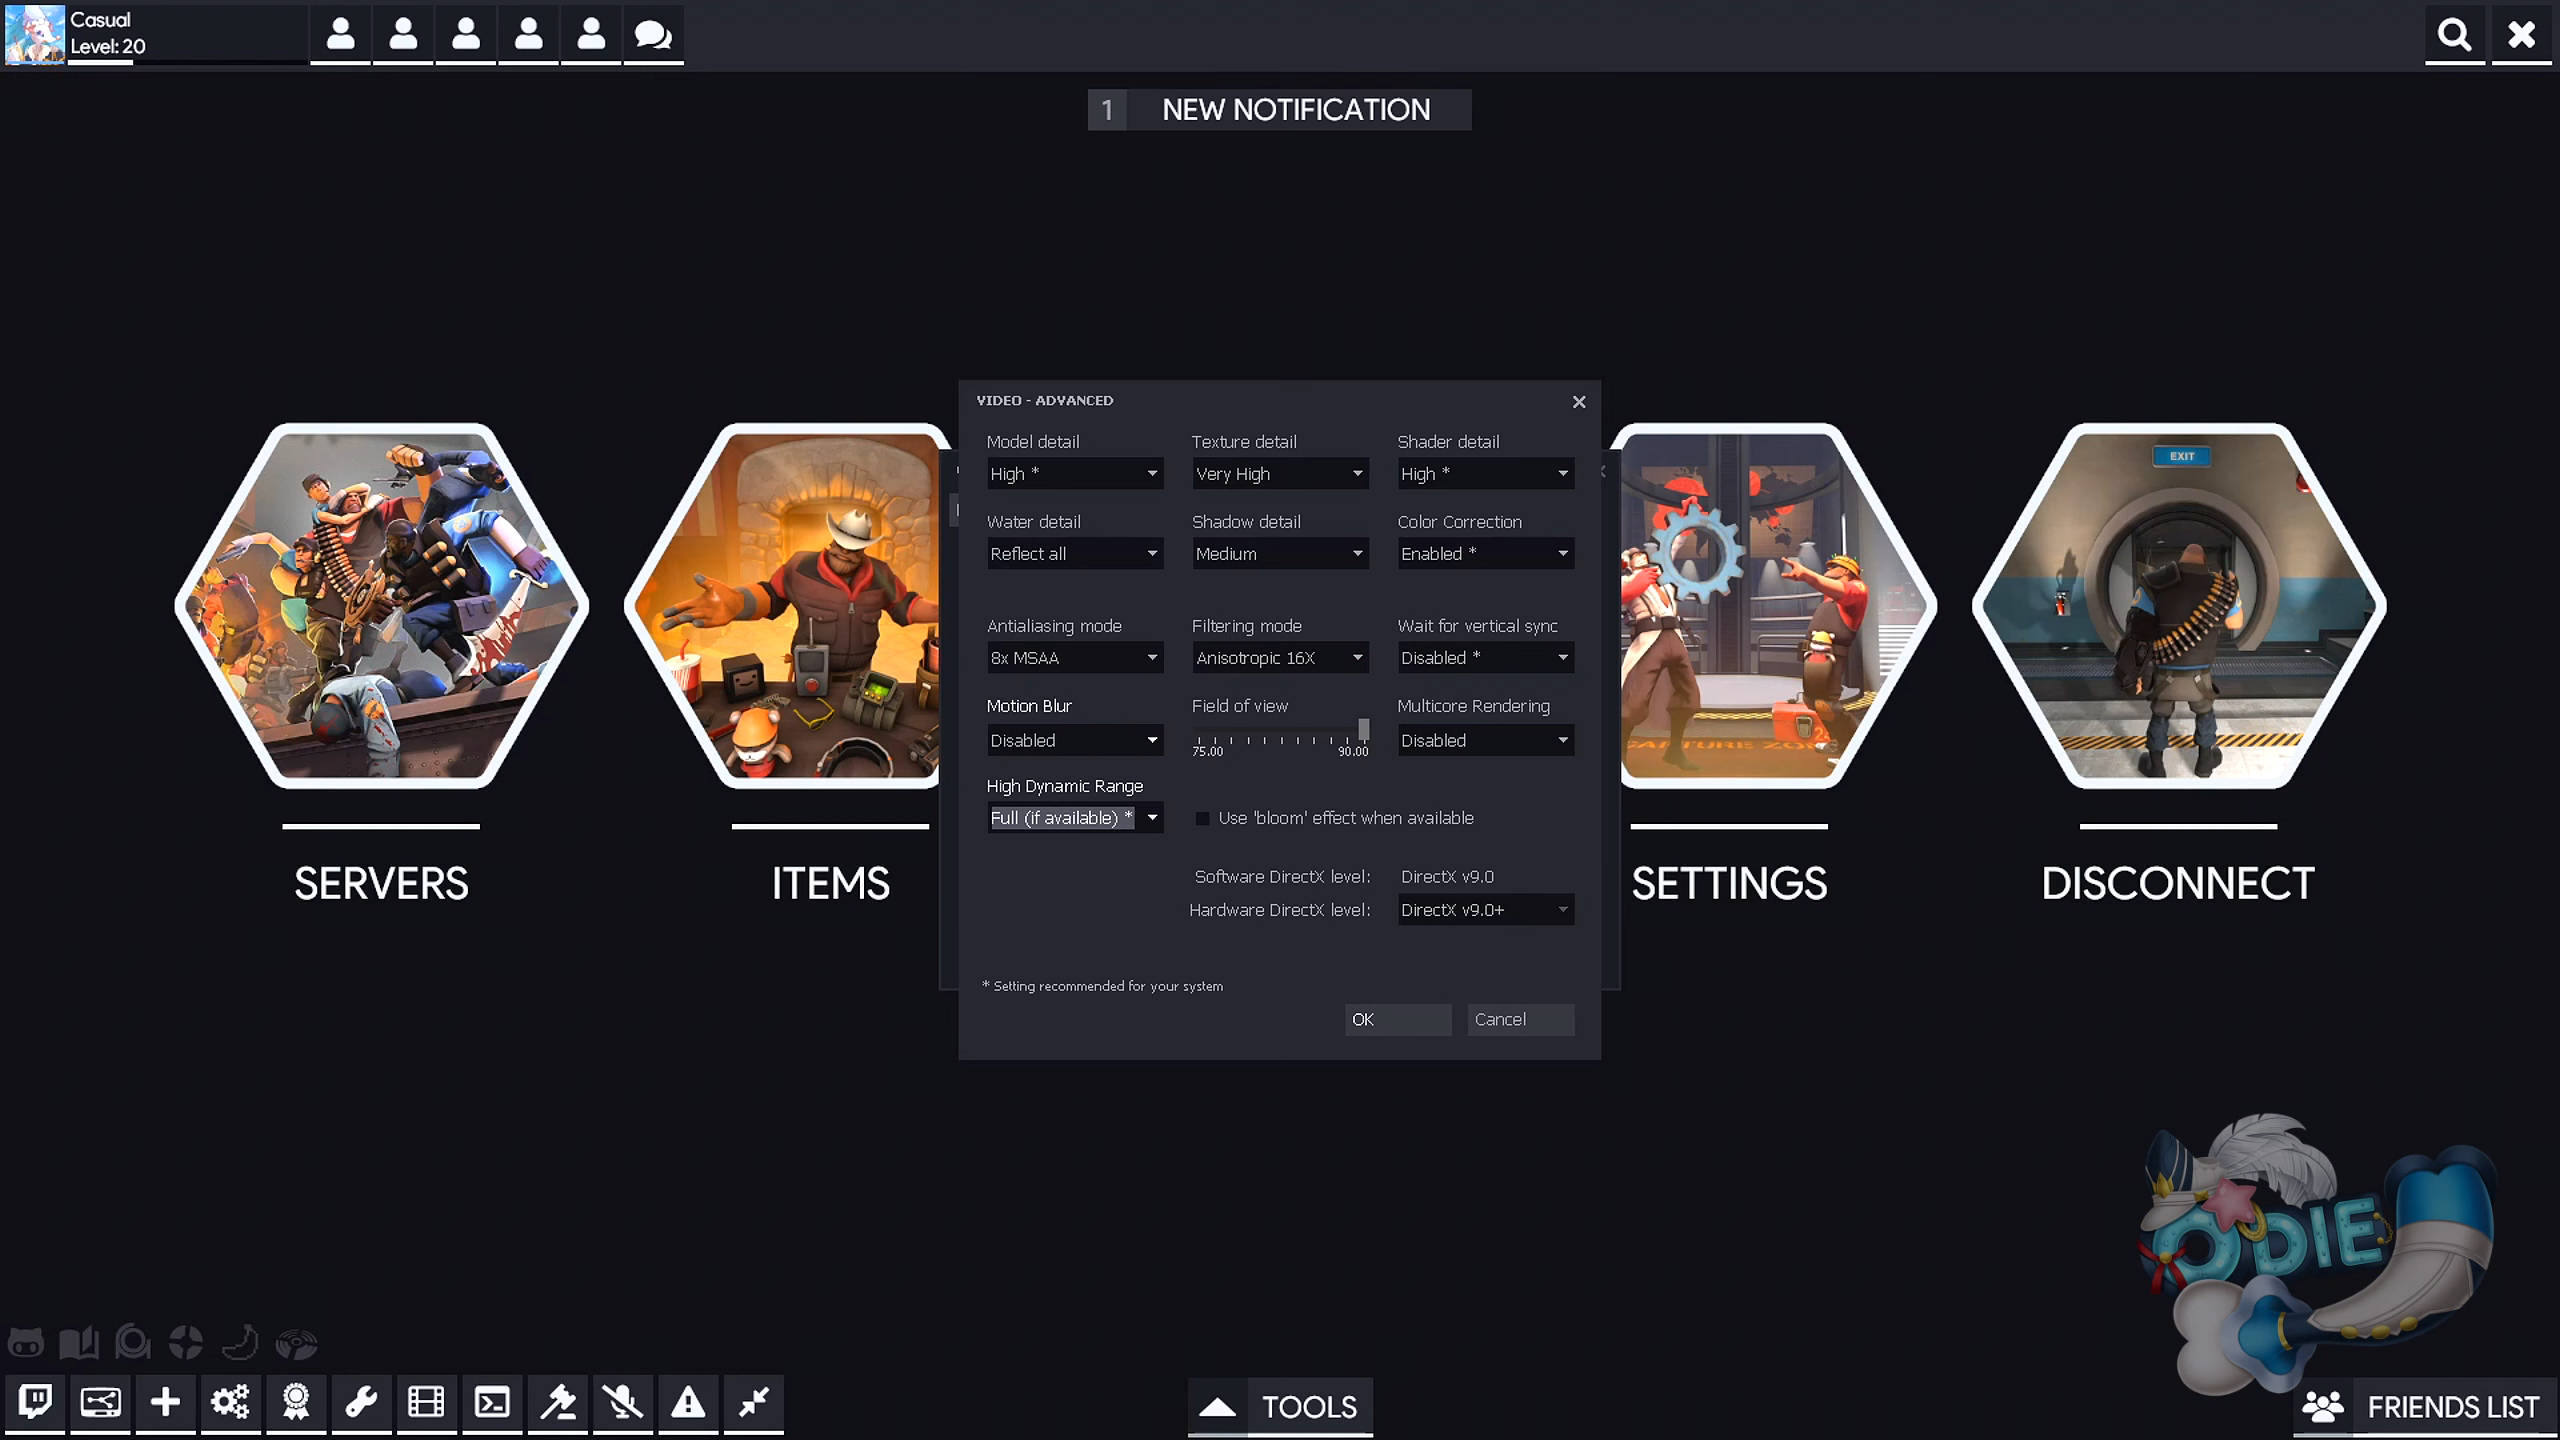 Casual
Level: 20
1 NEW NOTIFICATION
VIDEO - ADVANCED
Model detail Texture detail Shader detail
High * Very High High *
Water detail Shadow detail Color Correction
Reflect all Medium Enabled *
Antialiasing mode Filtering mode Wait for vertical sync
8x MSAA Anisotropic 16X Disabled *
Motion Blur Field of view Multicore Rendering
Disabled 75.00 90.00 Disabled
High Dynamic Range
Full (if available) * Use 'bloom' effect when available
Software DirectX level: DirectX v9.0
Hardware DirectX level: DirectX v9.0+
* Setting recommended for your system
OK Cancel
EXIT
CAPTURE ZO
SERVERS ITEMS SETTINGS DISCONNECT
ODIE
TOOLS
FRIENDS LIST